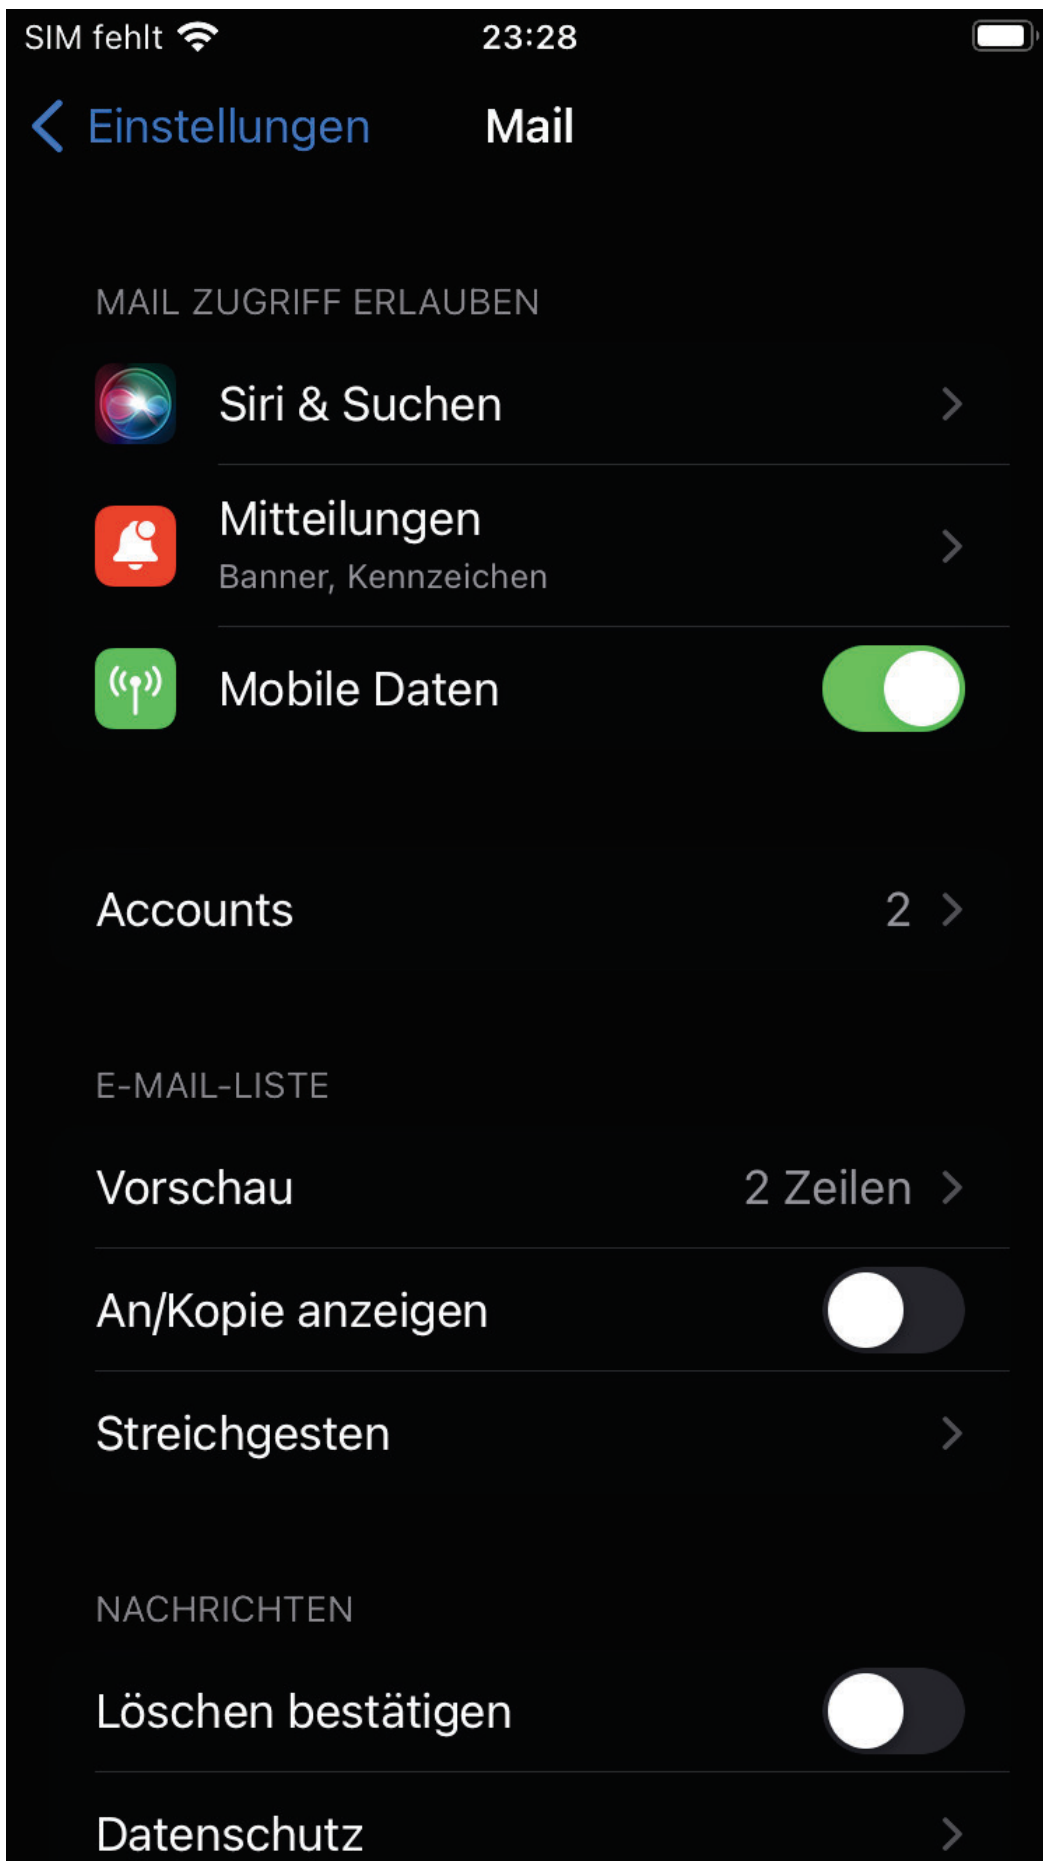 SIM fehlt 23:28
Einstellungen Mail
MAIL ZUGRIFF ERLAUBEN
Siri & Suchen
Mitteilungen
Banner, Kennzeichen
Mobile Daten
Accounts 2
E-MAIL-LISTE
Vorschau 2 Zeilen
An/Kopie anzeigen
Streichgesten
NACHRICHTEN
Löschen bestätigen
Datenschutz